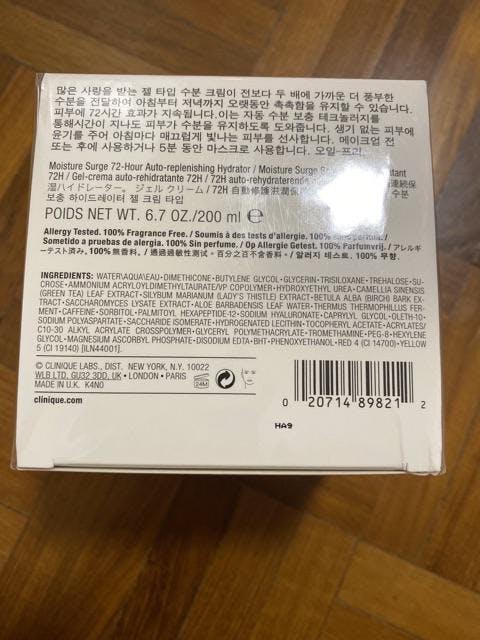 많은 사랑을 받는 젤 타입 수분 크림이 전보다 두 배에 가까운 더 풍부한
수분을 전달하여 아침부터 저녁까지 오랫동안 촉촉함을 유지할 수 있습니다.
피부에 72시간 효과가 지속됩니다.이는 자동 수분 보충 테크놀러지를
통해시간이 지나도 피부가 수분을 유지하도록 도와줍니다. 생기 없는 피부에
윤기를 주어 아침마다 매끄럽게 빛나는 피부를 선사합니다. 메이크업 전
또는 후에 사용하거나 5분 동안 마스크로 사용합니다. 오일-프리.
Moisture Surge 72-Hour Auto-replenishing Hydrator / Moisture Surge
72H / Gel-crema auto-rehidratante 72H / 72H auto-rehydraterende
湿ハイドレーター。 ジェル クリーム / 72H 自動修護滋潤保
보충 하이드레이터 젤 크림 타입
POIDS NET WT. 6.7 OZ./200 ml ℮
Allergy Tested. 100% Fragrance Free. / Soumis à des tests d'allergie. 100% sans parfum. /
Sometido a pruebas de alergia. 100% Sin perfume. / Op Allergie Getest. 100% Parfumvrij. / アレルギ
ーテスト済み, 100%無香料。 / 通過過敏性測試。百分之百不含香料。 / 알러지 테스트. 100% 무향.
INGREDIENTS: WATER\AQUA\EAU • DIMETHICONE • BUTYLENE GLYCOL • GLYCERIN • TRISILOXANE • TREHALOSE • SU-
CROSE • AMMONIUM ACRYLOYLDIMETHYLTAURATE/VP COPOLYMER • HYDROXYETHYL UREA • CAMELLIA SINENSIS
(GREEN TEA) LEAF EXTRACT • SILYBUM MARIANUM (LADY'S THISTLE) EXTRACT • BETULA ALBA (BIRCH) BARK EX-
TRACT • SACCHAROMYCES LYSATE EXTRACT • ALOE BARBADENSIS LEAF WATER • THERMUS THERMOPHILLUS FER-
MENT • CAFFEINE • SORBITOL • PALMITOYL HEXAPEPTIDE-12 • SODIUM HYALURONATE • CAPRYLYL GLYCOL • OLETH-10 •
SODIUM POLYASPARTATE • SACCHARIDE ISOMERATE • HYDROGENATED LECITHIN • TOCOPHERYL ACETATE • ACRYLATES/
C10-30 ALKYL ACRYLATE CROSSPOLYMER • GLYCERYL POLYMETHACRYLATE • TROMETHAMINE • PEG-8 • HEXYLENE
GLYCOL • MAGNESIUM ASCORBYL PHOSPHATE • DISODIUM EDTA • BHT • PHENOXYETHANOL • RED 4 (CI 14700) • YELLOW
5 (CI 19140) [ILN44001]
© CLINIQUE LABS., DIST. NEW YORK, N.Y. 10022
WLB LTD. GU32 3DD, UK • LONDON • PARIS
MADE IN U.K. K4N0
24M
clinique.com
0 20714 89821 2
HA9